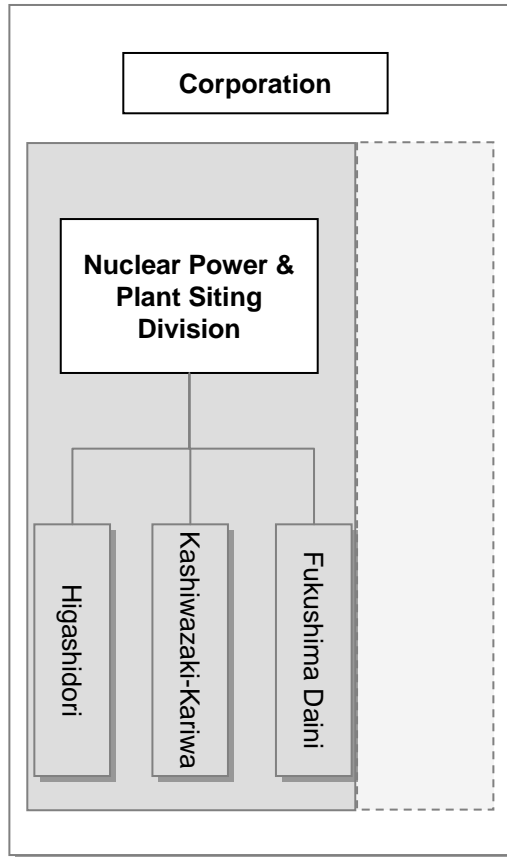 Corporation
Nuclear Power &
Plant Siting
Division
Higashidori
Kashiwazaki-Kariwa
Fukushima Daini